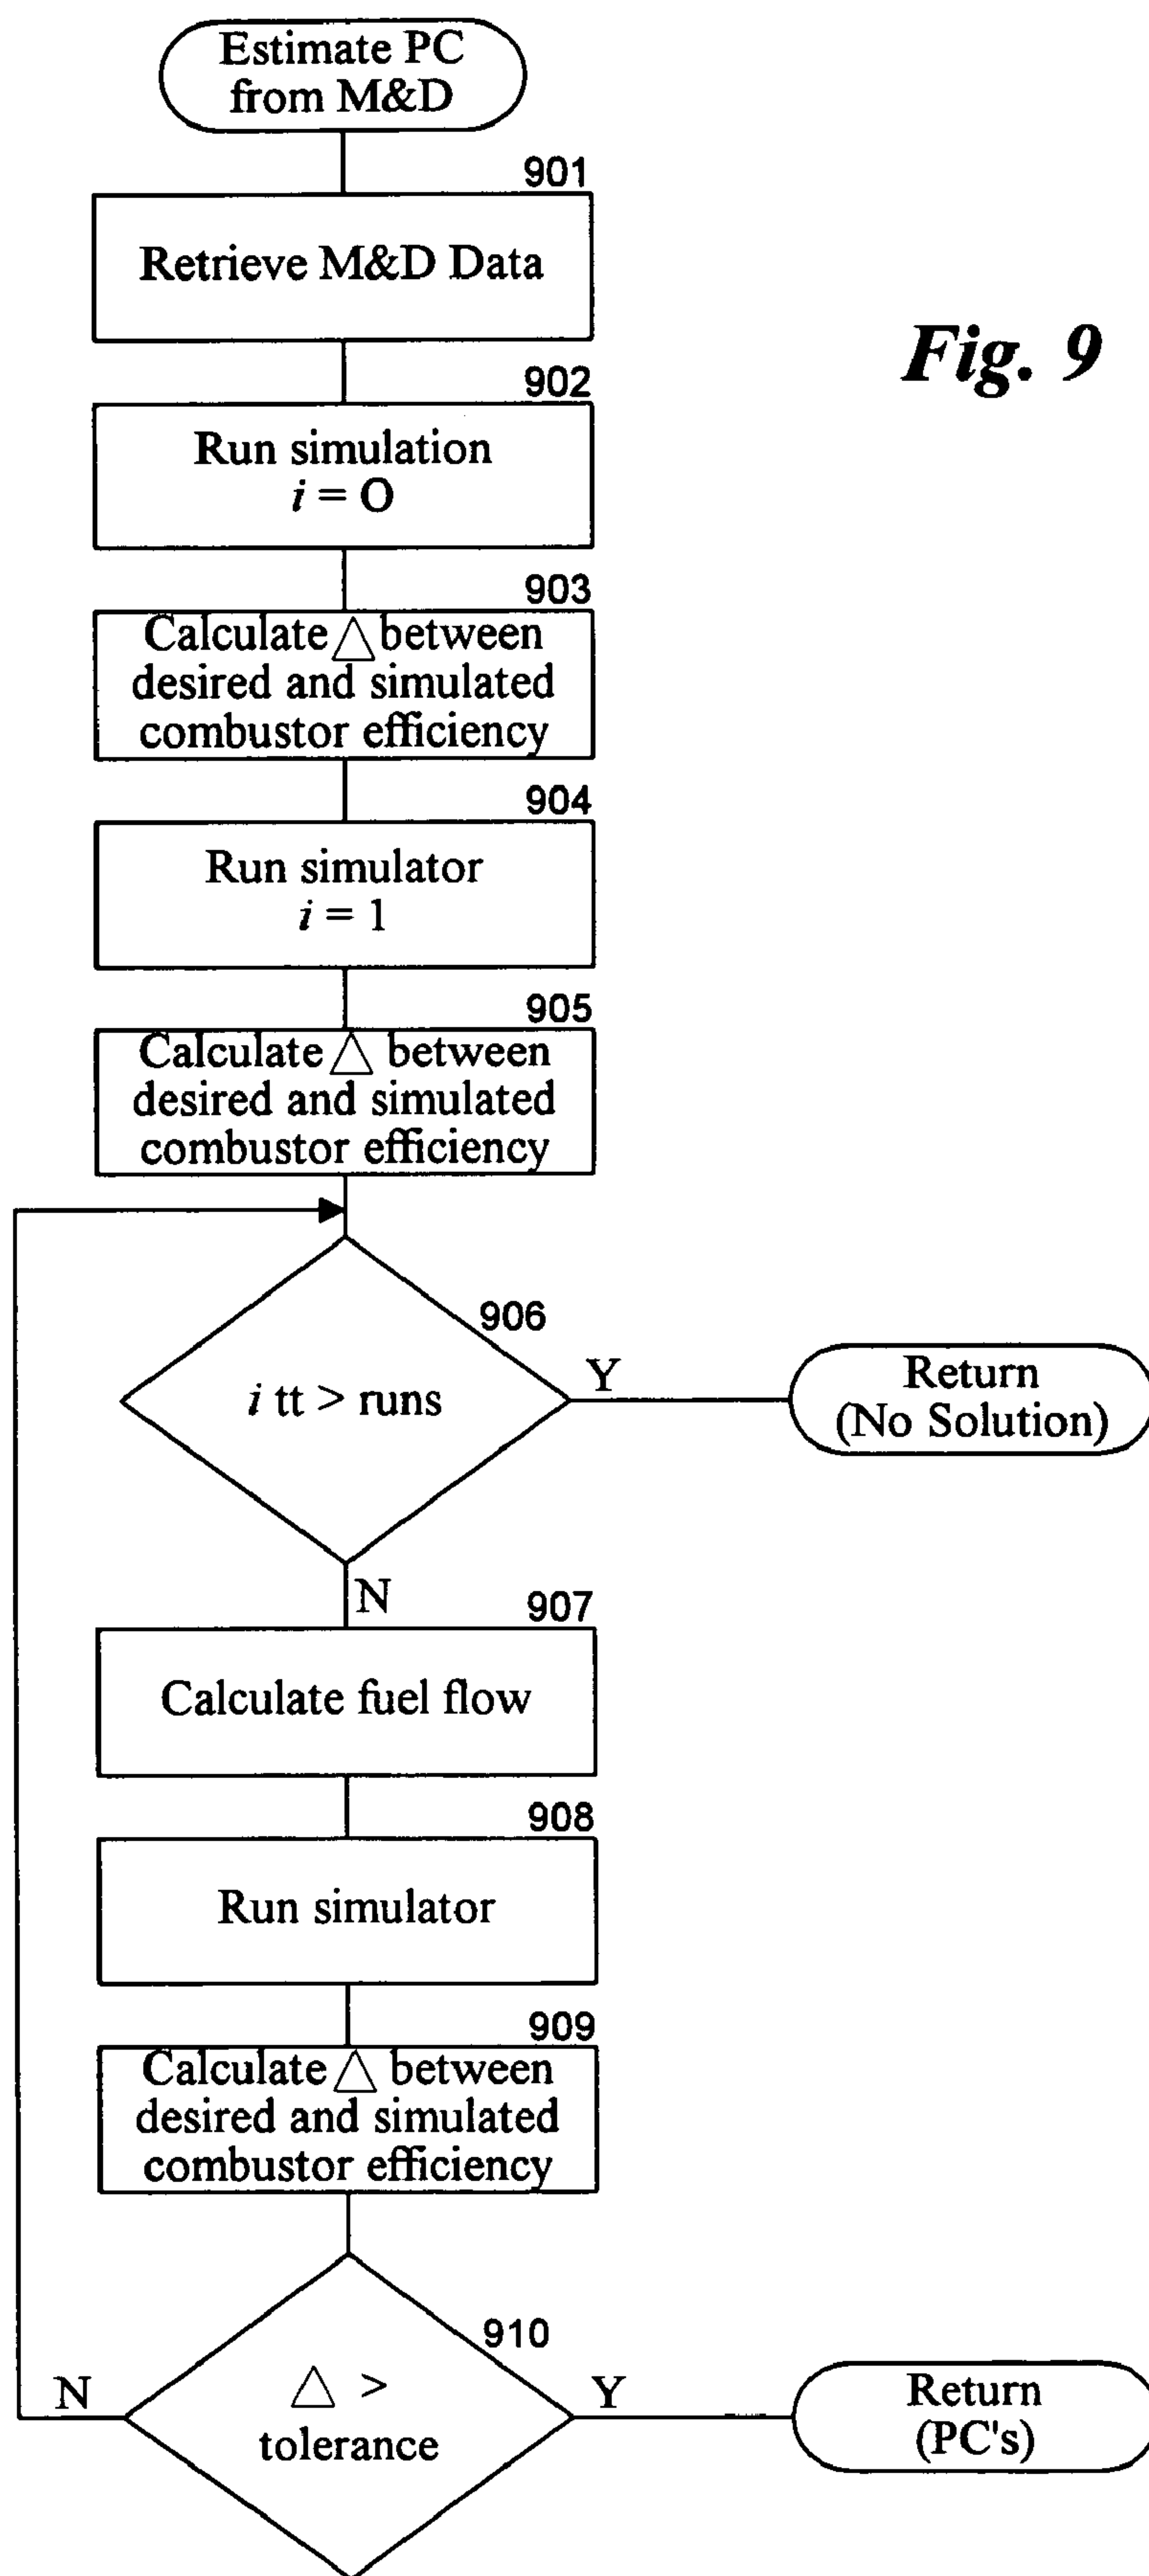 Estimate PC
from M&D
901
Retrieve M&D Data
Fig. 9
902
Run simulation
i = O
903
Calculate △ between
desired and simulated
combustor efficiency
904
Run simulator
i = 1
905
Calculate △ between
desired and simulated
combustor efficiency
906
i tt > runs
Y
Return
(No Solution)
N
907
Calculate fuel flow
908
Run simulator
909
Calculate △ between
desired and simulated
combustor efficiency
910
△ >
tolerance
N
Y
Return
(PC's)